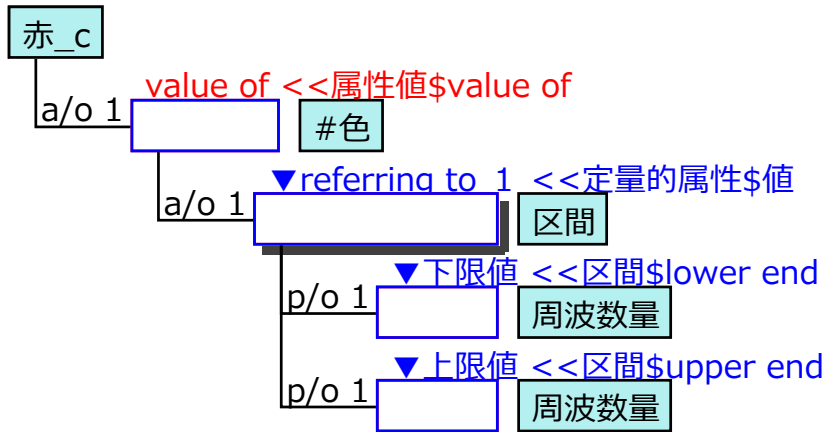 赤_c
value of <<属性値$value of
a/o 1
#色
▼referring to 1 <<定量的属性$値
a/o 1
区間
▼下限値 <<区間$lower end
p/o 1
周波数量
▼上限値 <<区間$upper end
p/o 1
周波数量